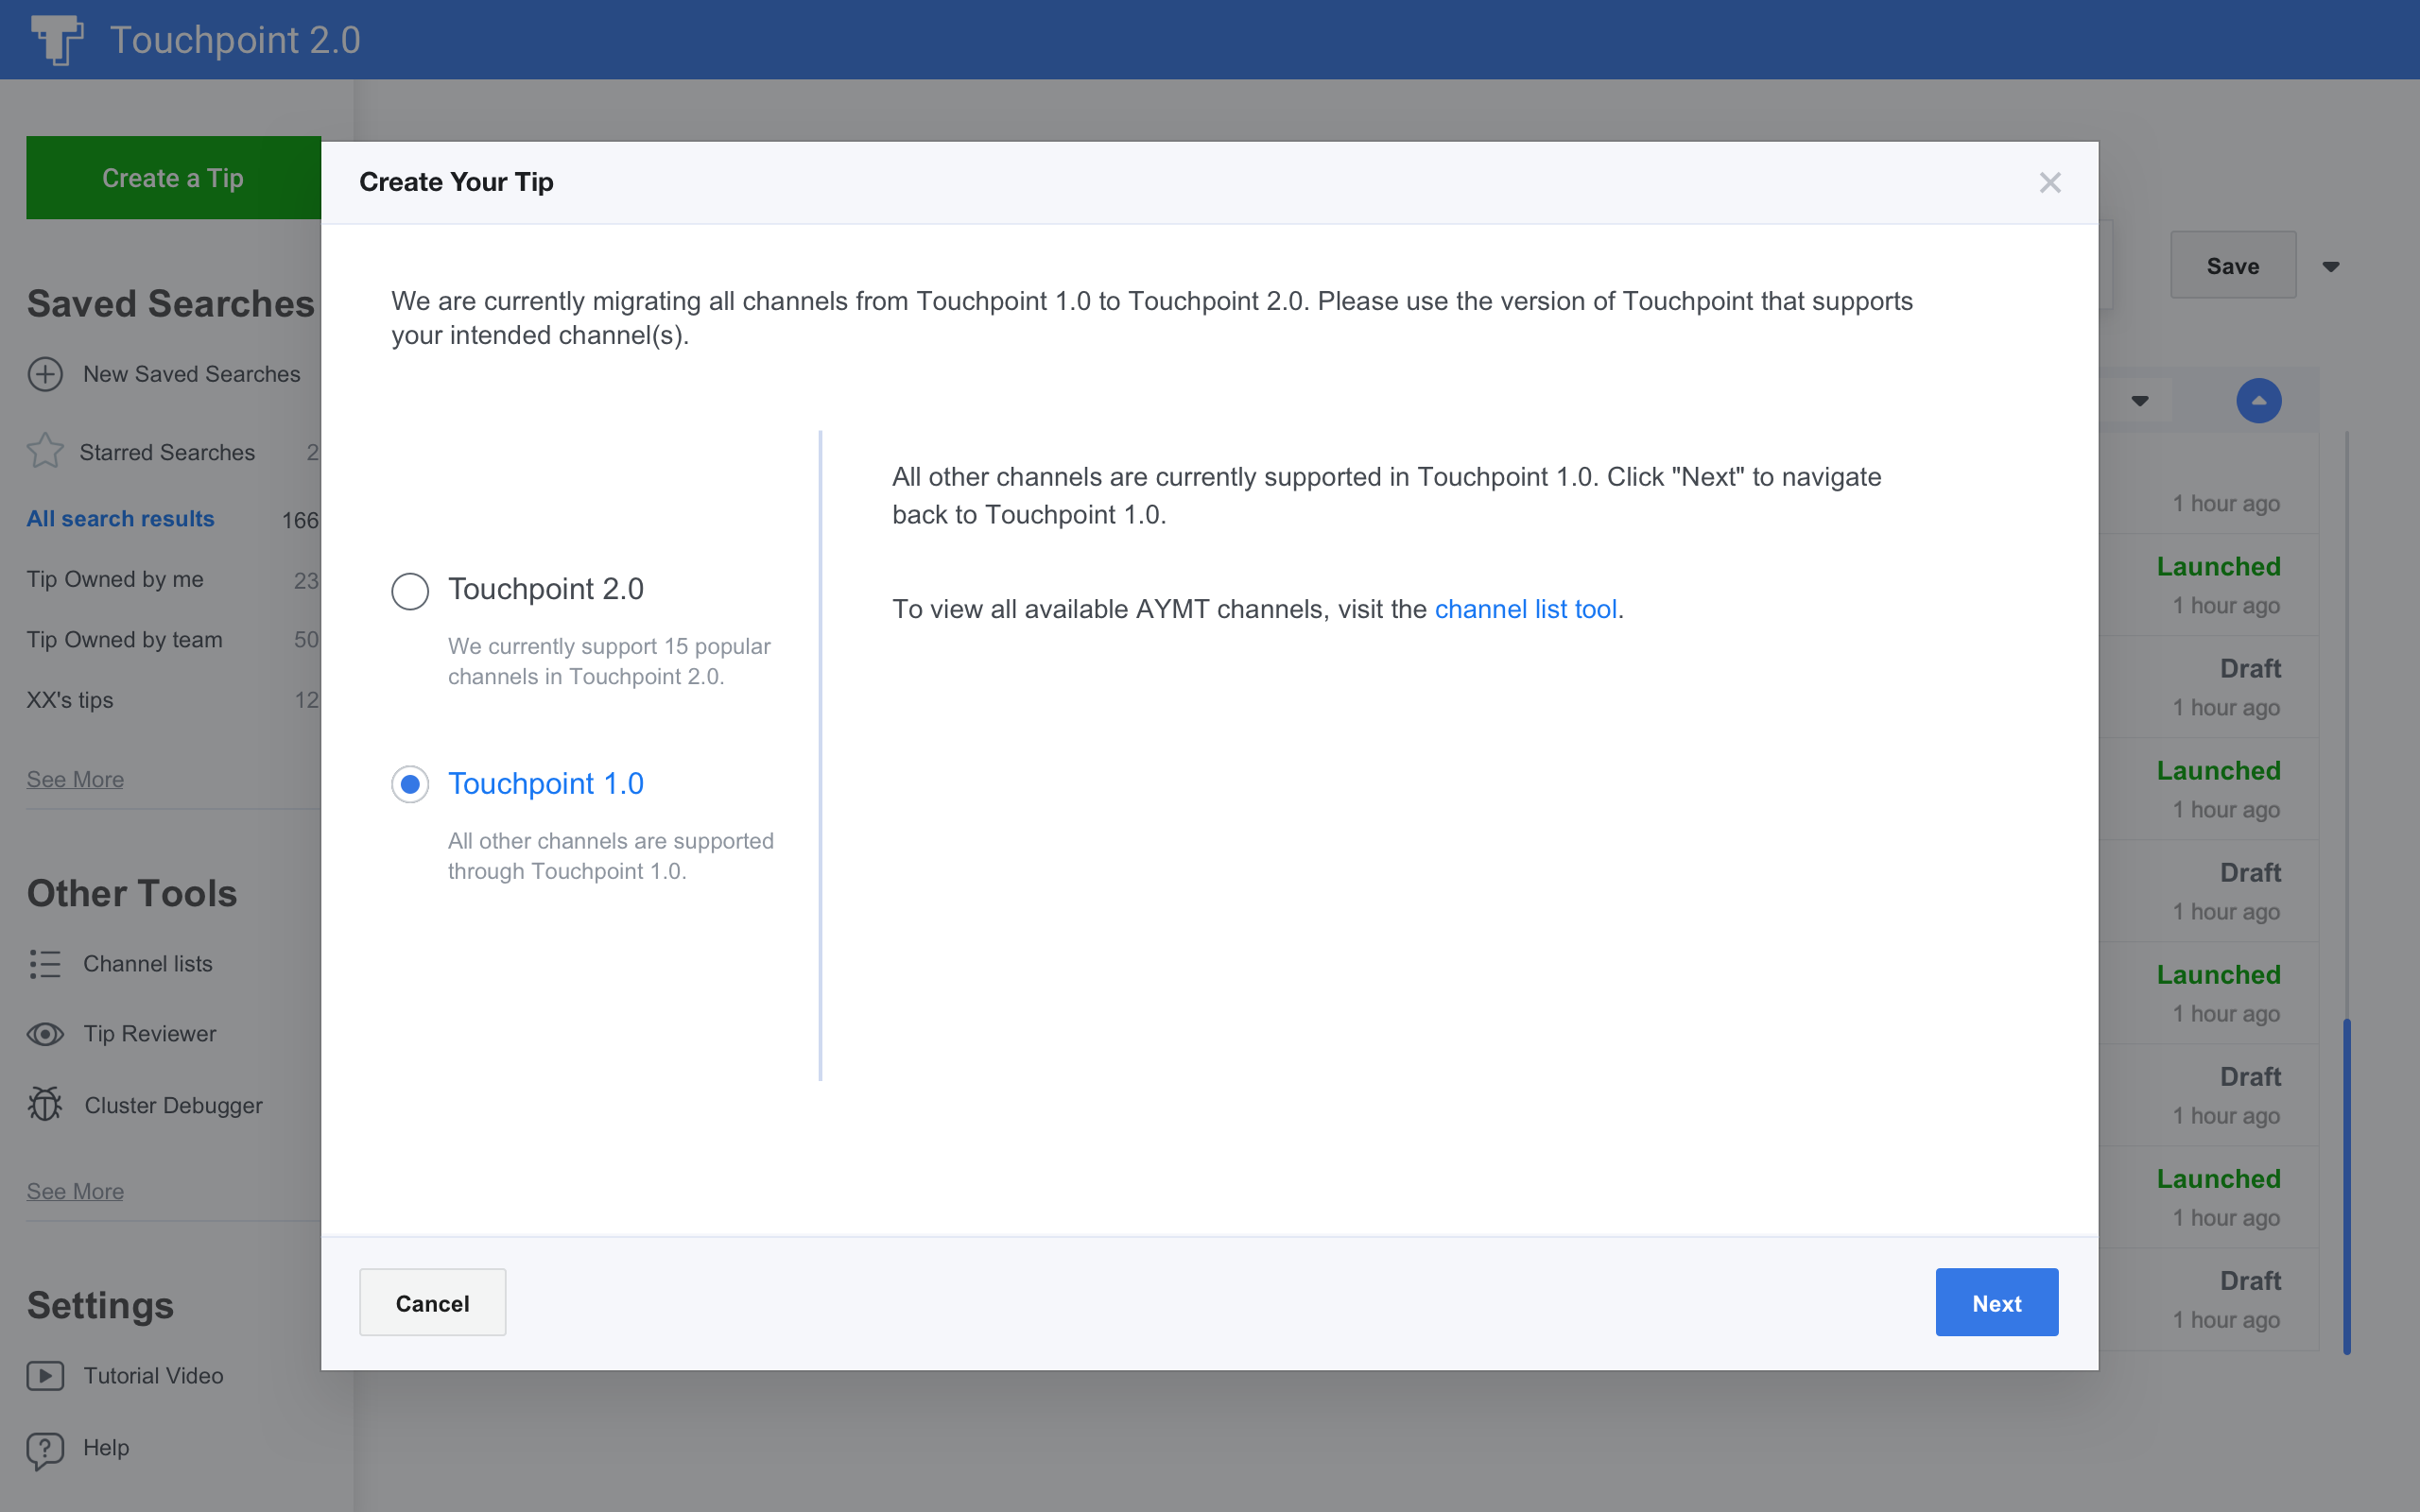 Touchpoint 2.0
Create a Tip
Saved Searches
New Saved Searches
Starred Searches 2
All search results 166
Tip Owned by me 23
Tip Owned by team 50
XX's tips 12
See More
Other Tools
Channel lists
Tip Reviewer
Cluster Debugger
See More
Settings
Tutorial Video
Help
Create Your Tip
We are currently migrating all channels from Touchpoint 1.0 to Touchpoint 2.0. Please use the version of Touchpoint that supports
your intended channel(s).
Touchpoint 2.0
We currently support 15 popular
channels in Touchpoint 2.0.
Touchpoint 1.0
All other channels are supported
through Touchpoint 1.0.
All other channels are currently supported in Touchpoint 1.0. Click "Next" to navigate
back to Touchpoint 1.0.
To view all available AYMT channels, visit the channel list tool.
Cancel
Next
Save
1 hour ago
Launched
1 hour ago
Draft
1 hour ago
Launched
1 hour ago
Draft
1 hour ago
Launched
1 hour ago
Draft
1 hour ago
Launched
1 hour ago
Draft
1 hour ago